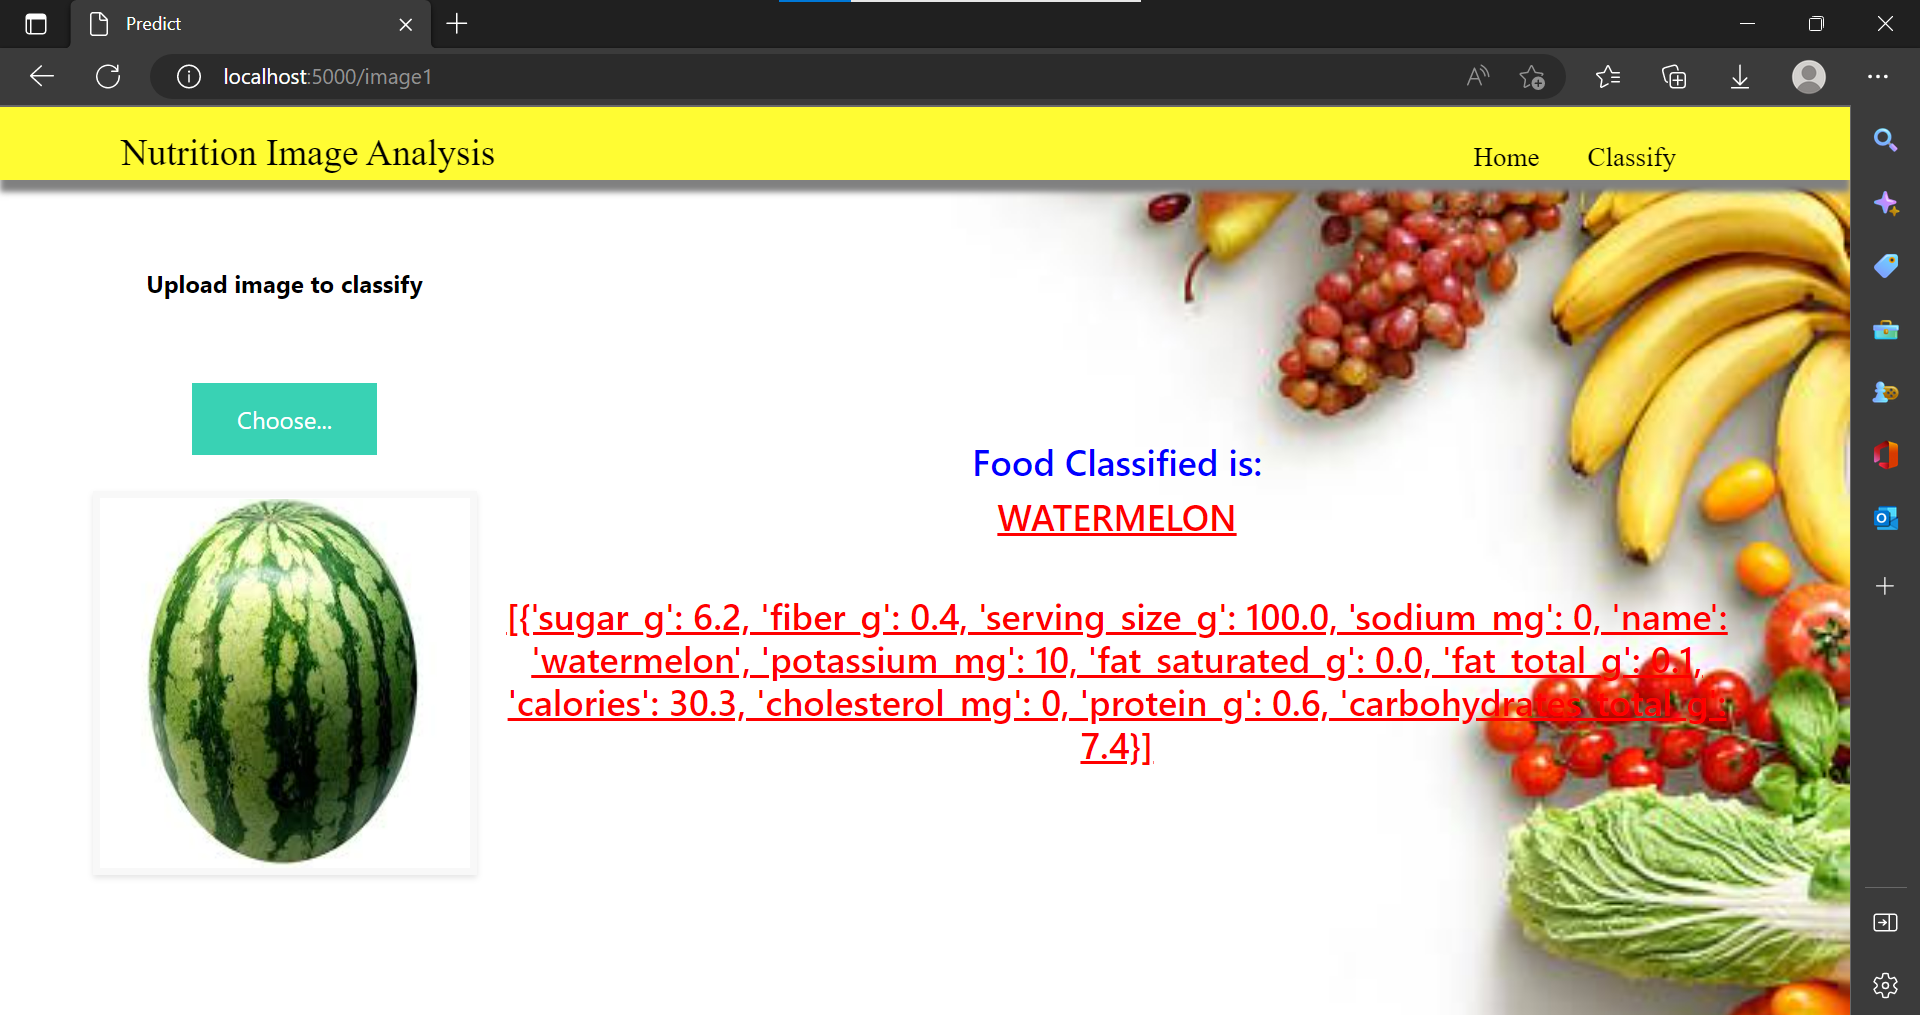 Predict
localhost:5000/image1
Nutrition Image Analysis
Home
Classify
Upload image to classify
Choose...
Food Classified is:
WATERMELON
[{'sugar_g': 6.2, 'fiber_g': 0.4, 'serving_size_g': 100.0, 'sodium_mg': 0, 'name':
'watermelon', 'potassium_mg': 10, 'fat_saturated_g': 0.0, 'fat_total_g': 0.1,
'calories': 30.3, 'cholesterol_mg': 0, 'protein_g': 0.6, 'carbohydrates_total_g':
7.4}]